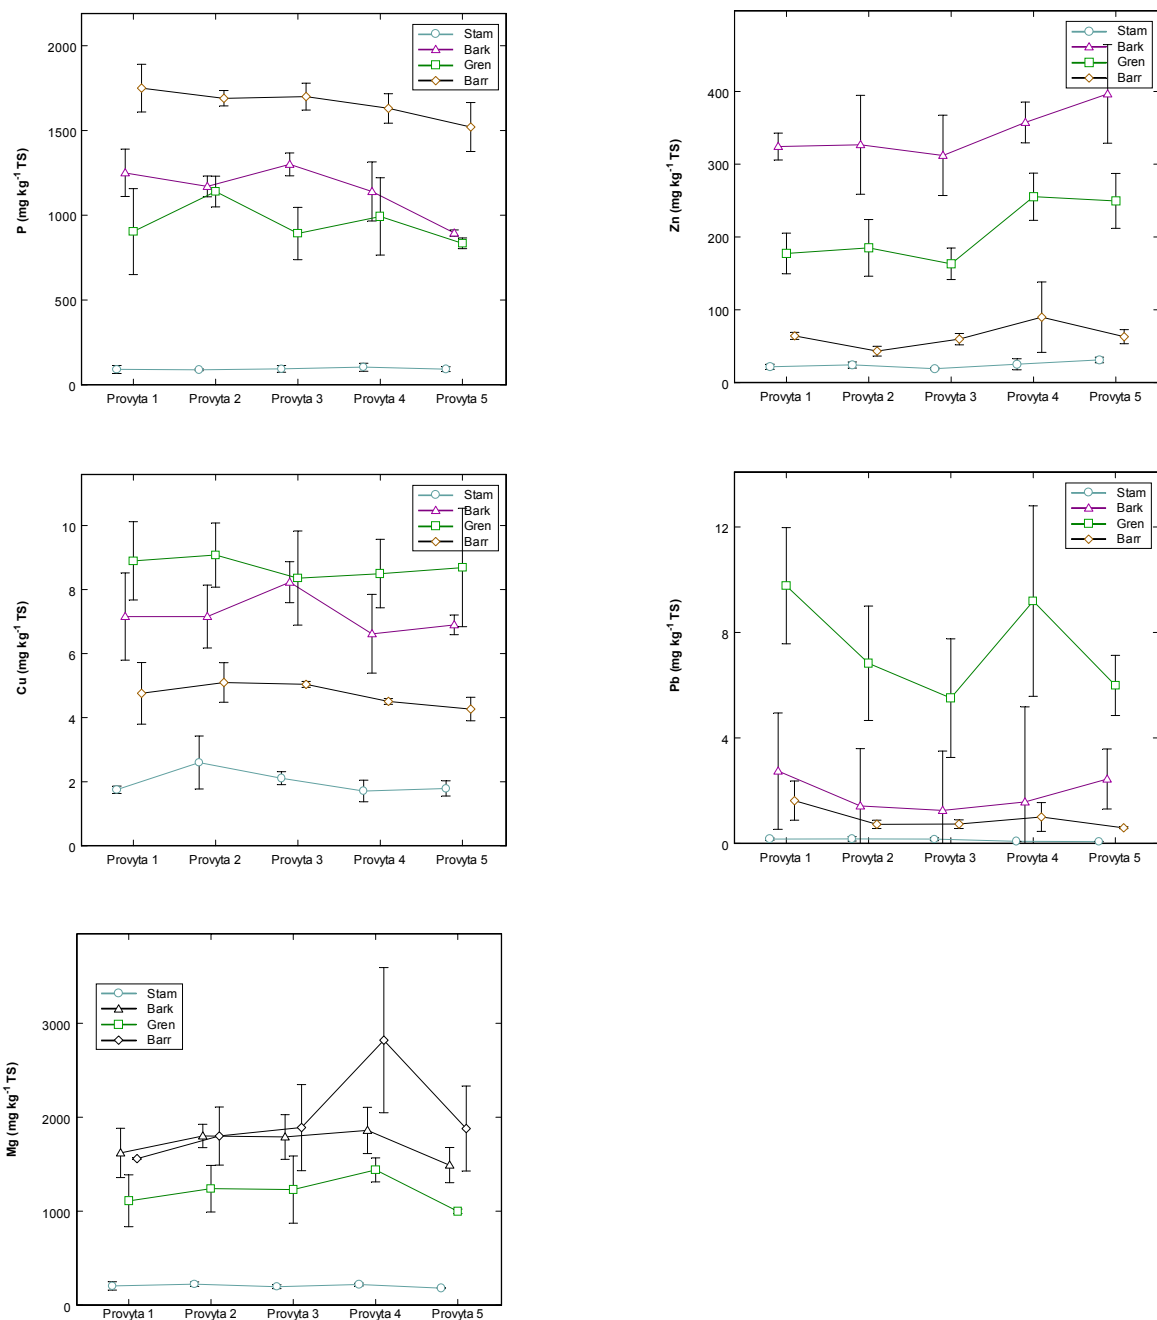 P (mg kg-1 TS)
2000
1500
1000
500
0
Stam
Bark
Gren
Barr
Provyta 1
Provyta 2
Provyta 3
Provyta 4
Provyta 5
Zn (mg kg-1 TS)
400
300
200
100
0
Stam
Bark
Gren
Barr
Provyta 1
Provyta 2
Provyta 3
Provyta 4
Provyta 5
Cu (mg kg-1 TS)
10
8
6
4
2
0
Stam
Bark
Gren
Barr
Provyta 1
Provyta 2
Provyta 3
Provyta 4
Provyta 5
Pb (mg kg-1 TS)
12
8
4
0
Stam
Bark
Gren
Barr
Provyta 1
Provyta 2
Provyta 3
Provyta 4
Provyta 5
Mg (mg kg-1 TS)
3000
2000
1000
0
Stam
Bark
Gren
Barr
Provyta 1
Provyta 2
Provyta 3
Provyta 4
Provyta 5